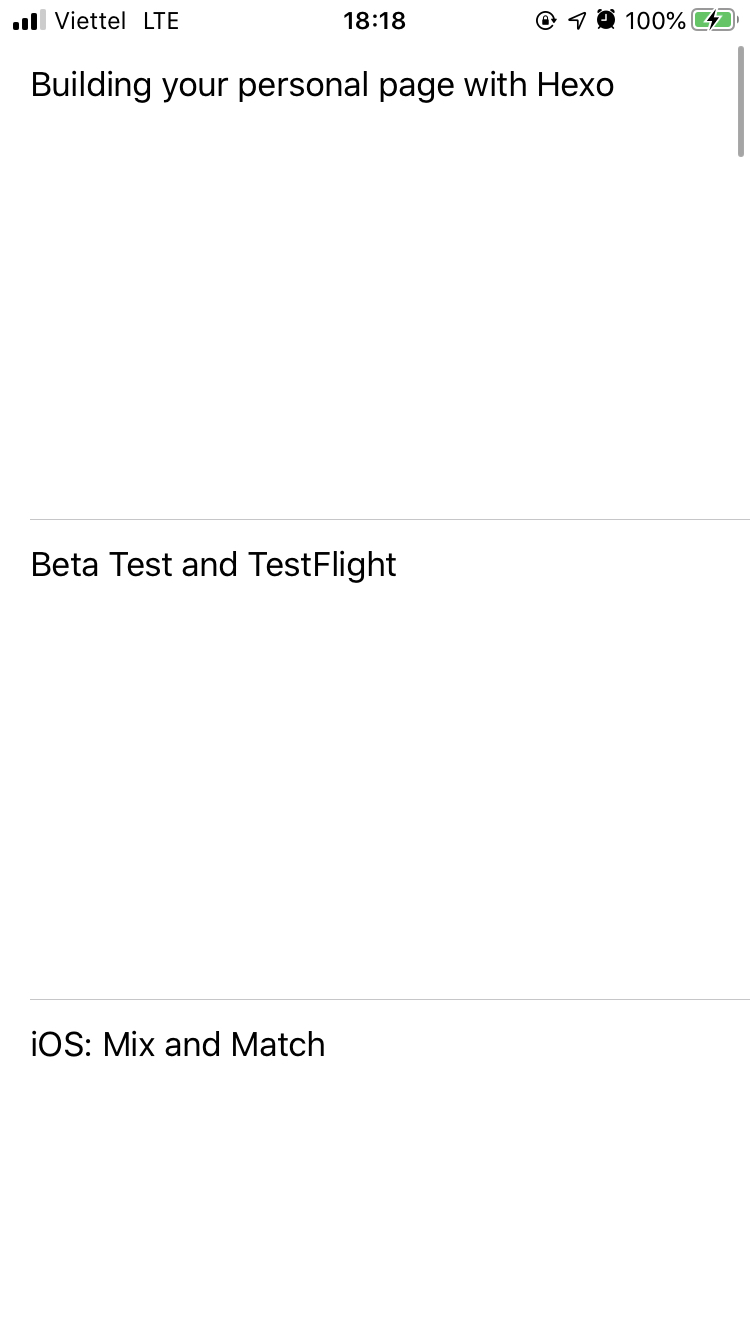 Viettel LTE 18:18 100%
Building your personal page with Hexo
Beta Test and TestFlight
iOS: Mix and Match